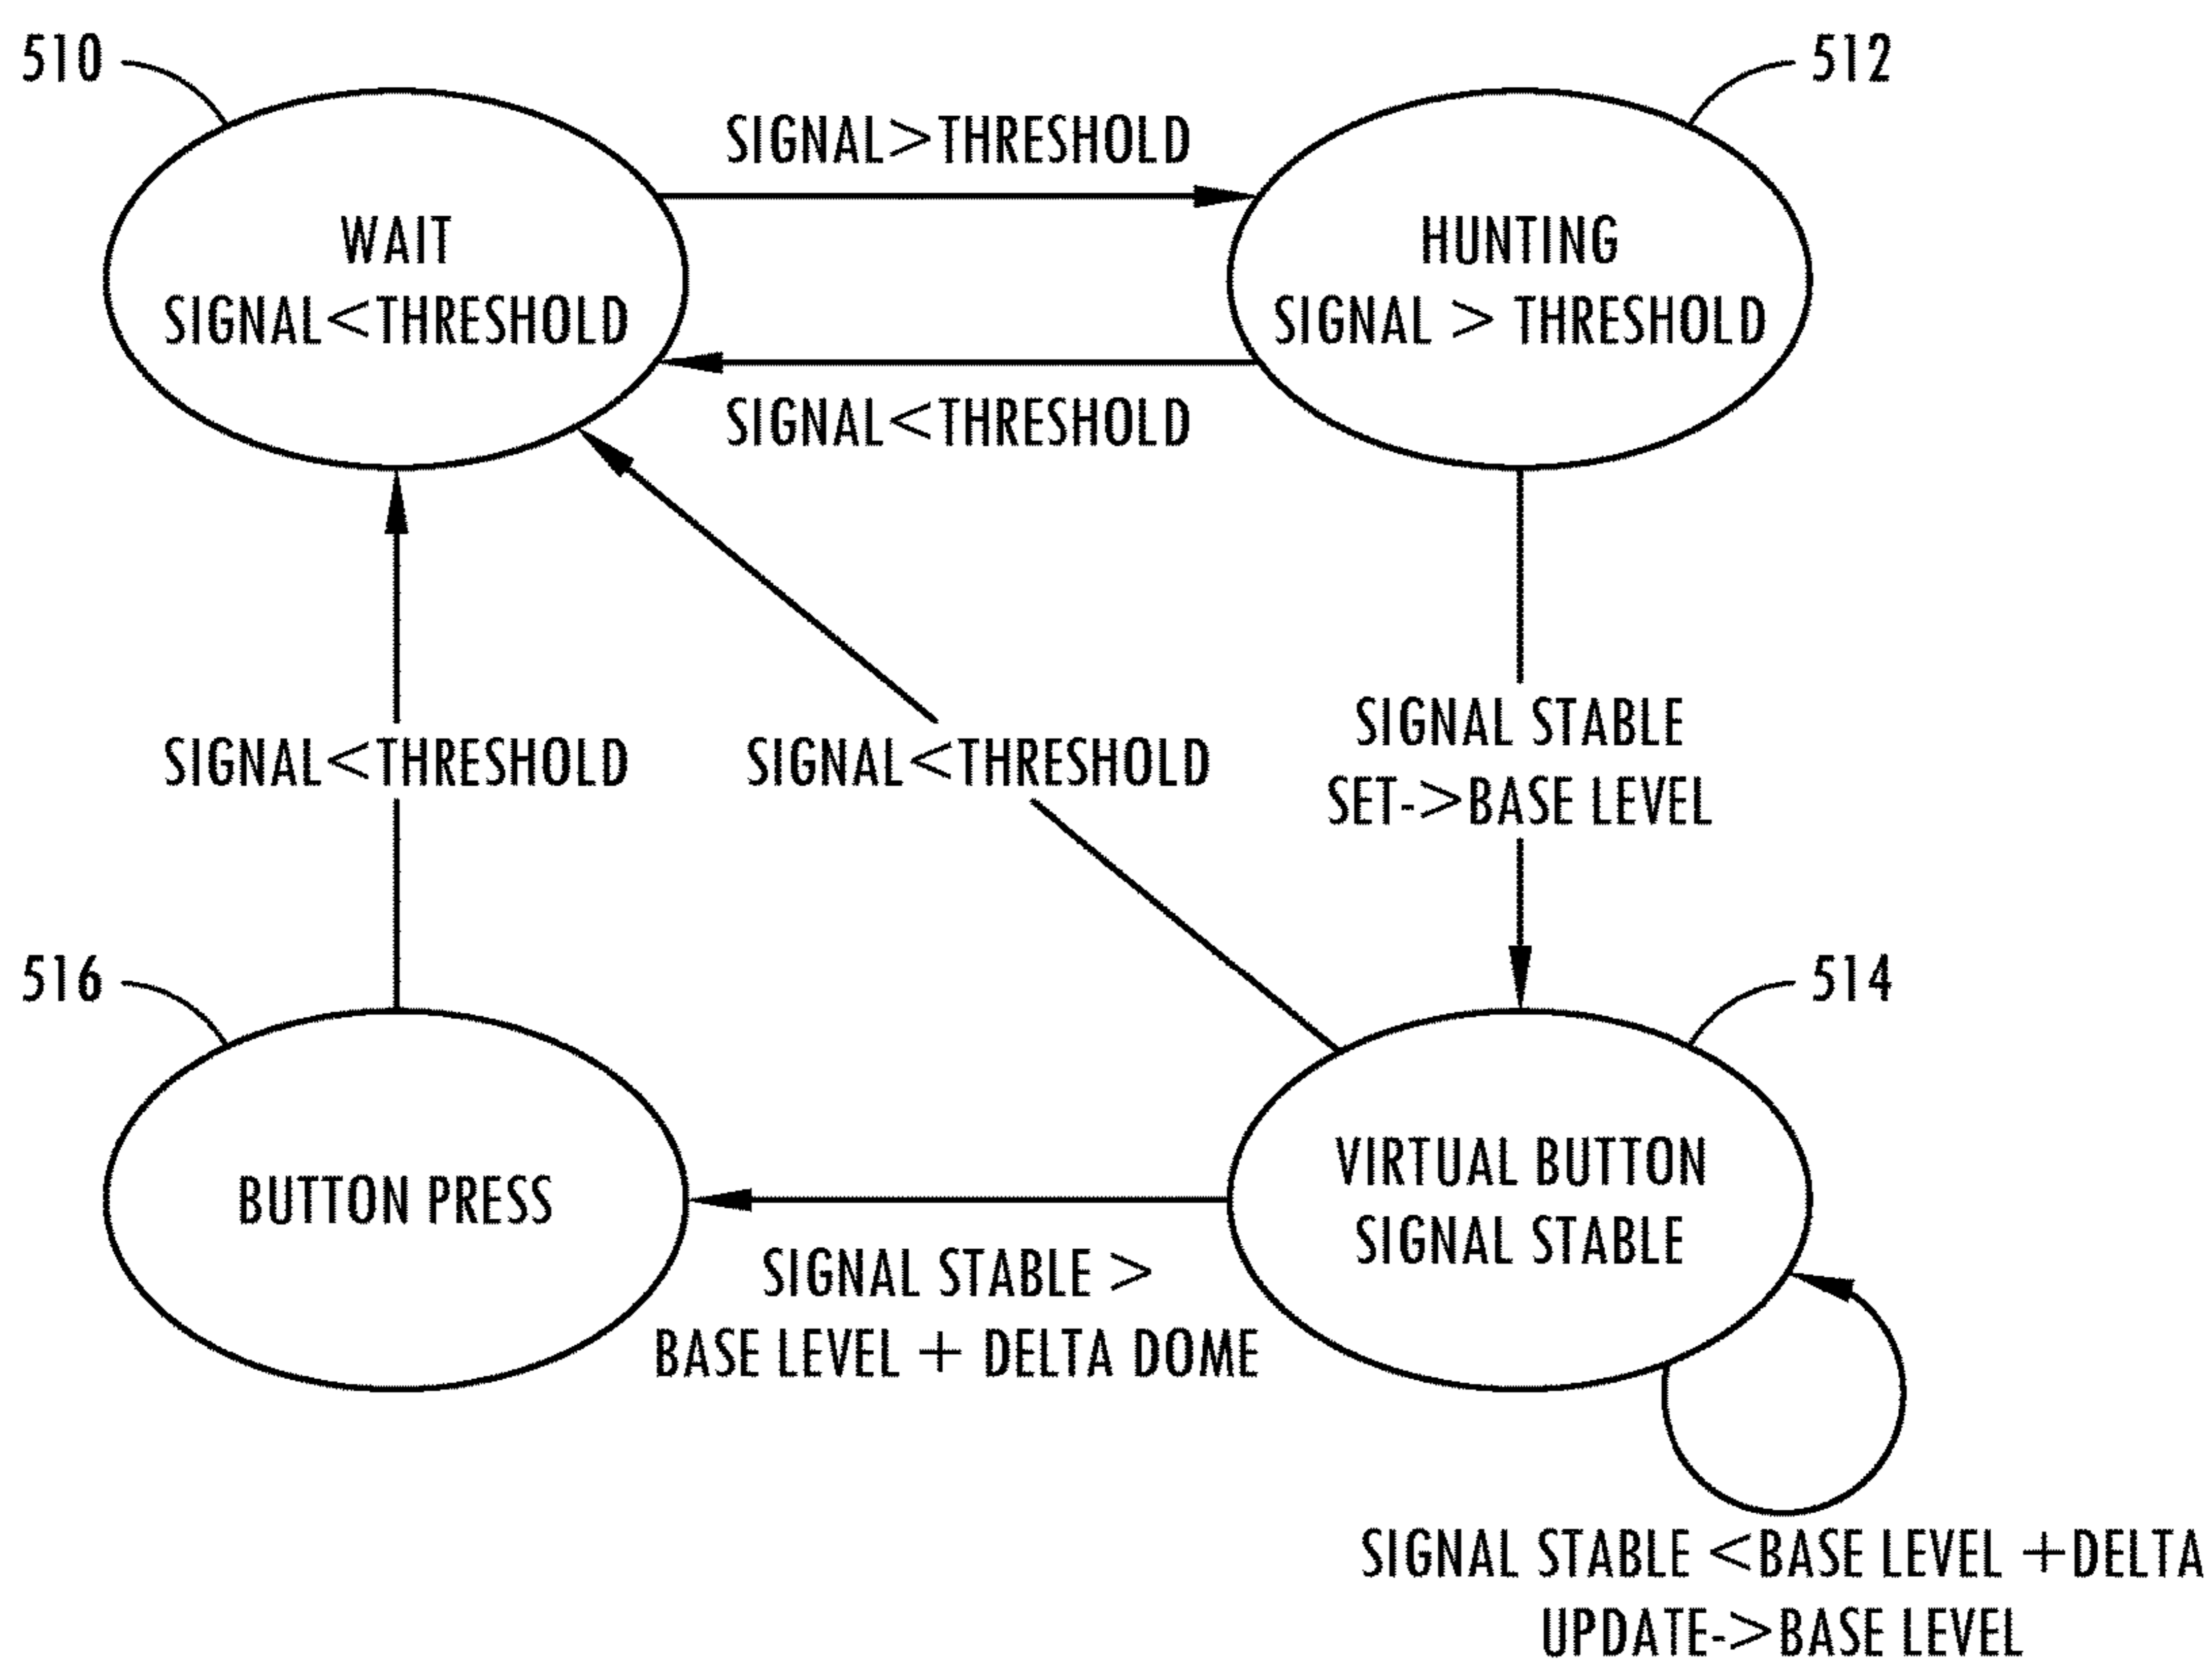 510
512
SIGNAL>THRESHOLD
WAIT
SIGNAL<THRESHOLD
HUNTING
SIGNAL > THRESHOLD
SIGNAL<THRESHOLD
SIGNAL<THRESHOLD
SIGNAL<THRESHOLD
SIGNAL STABLE
SET->BASE LEVEL
516
514
BUTTON PRESS
VIRTUAL BUTTON
SIGNAL STABLE
SIGNAL STABLE >
BASE LEVEL + DELTA DOME
SIGNAL STABLE <BASE LEVEL +DELTA
UPDATE->BASE LEVEL